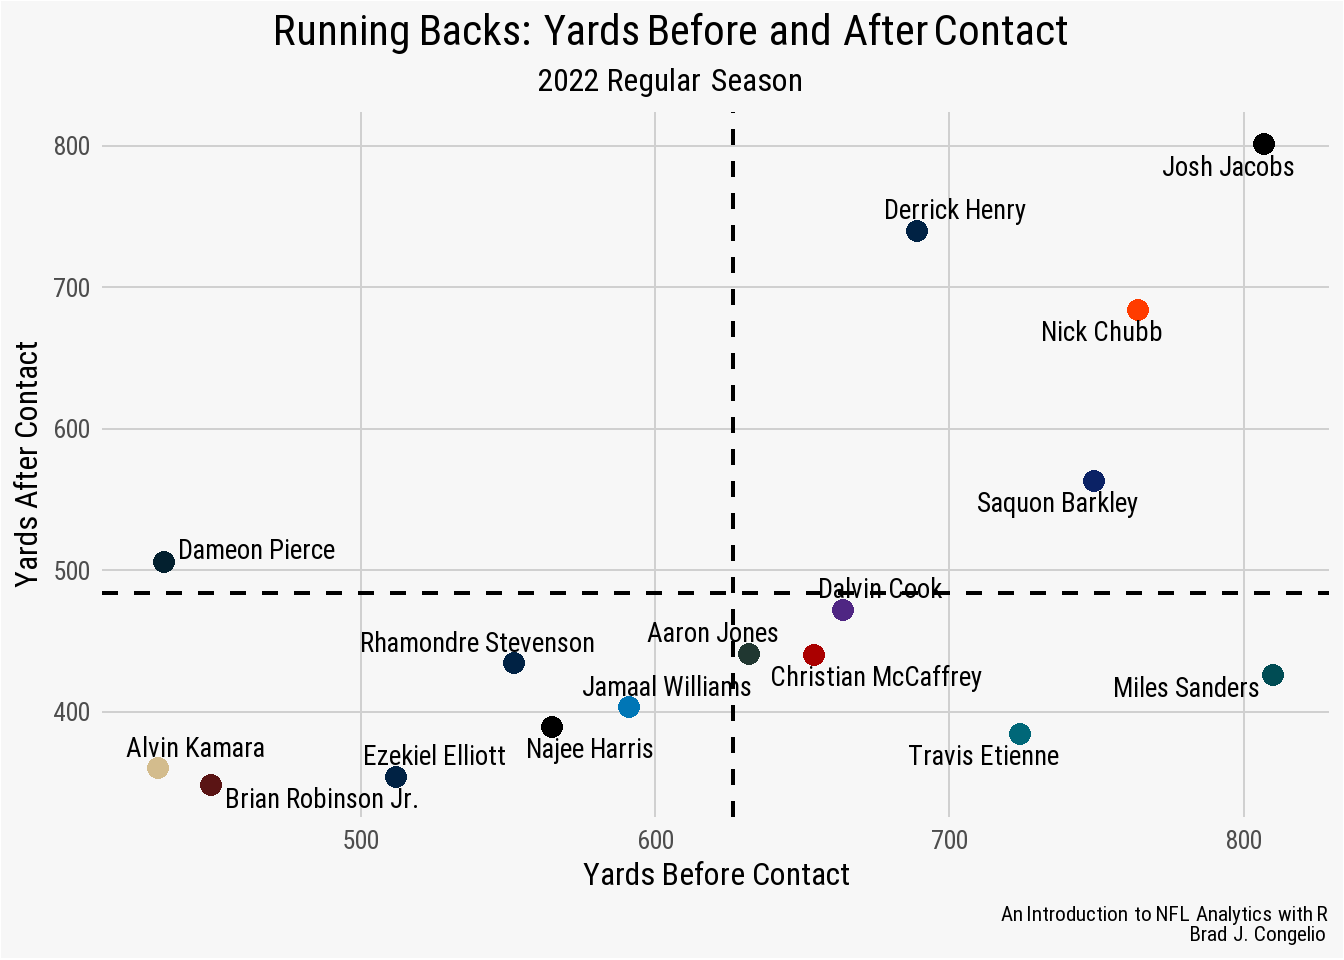 Running Backs: Yards Before and After Contact
2022 Regular Season
Yards After Contact
800
700
600
500
400
Josh Jacobs
Derrick Henry
Nick Chubb
Saquon Barkley
Dameon Pierce
Dalvin Cook
Aaron Jones
Rhamondre Stevenson
Christian McCaffrey
Jamaal Williams
Miles Sanders
Alvin Kamara
Ezekiel Elliott
Najee Harris
Travis Etienne
Brian Robinson Jr.
500
600
700
800
Yards Before Contact
An Introduction to NFL Analytics with R
Brad J. Congelio